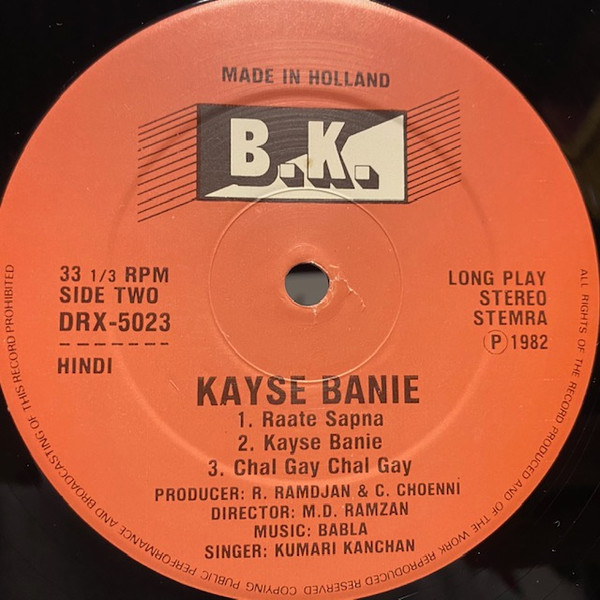 MADE IN HOLLAND
B.K.
33 1/3 RPM
SIDE TWO
DRX-5023
-------
HINDI
LONG PLAY
STEREO
STEMRA
Ⓟ 1982
KAYSE BANIE
1. Raate Sapna
2. Kayse Banie
3. Chal Gay Chal Gay
PRODUCER: R. RAMDJAN & C. CHOENNI
DIRECTOR: M.D. RAMZAN
MUSIC: BABLA
SINGER: KUMARI KANCHAN
ALL RIGHTS OF THE RECORD PRODUCED AND OF THE WORK REPRODUCED RESERVED COPYING PUBLIC PERFORMANCE AND BROADCASTING OF THIS RECORD PROHIBITED